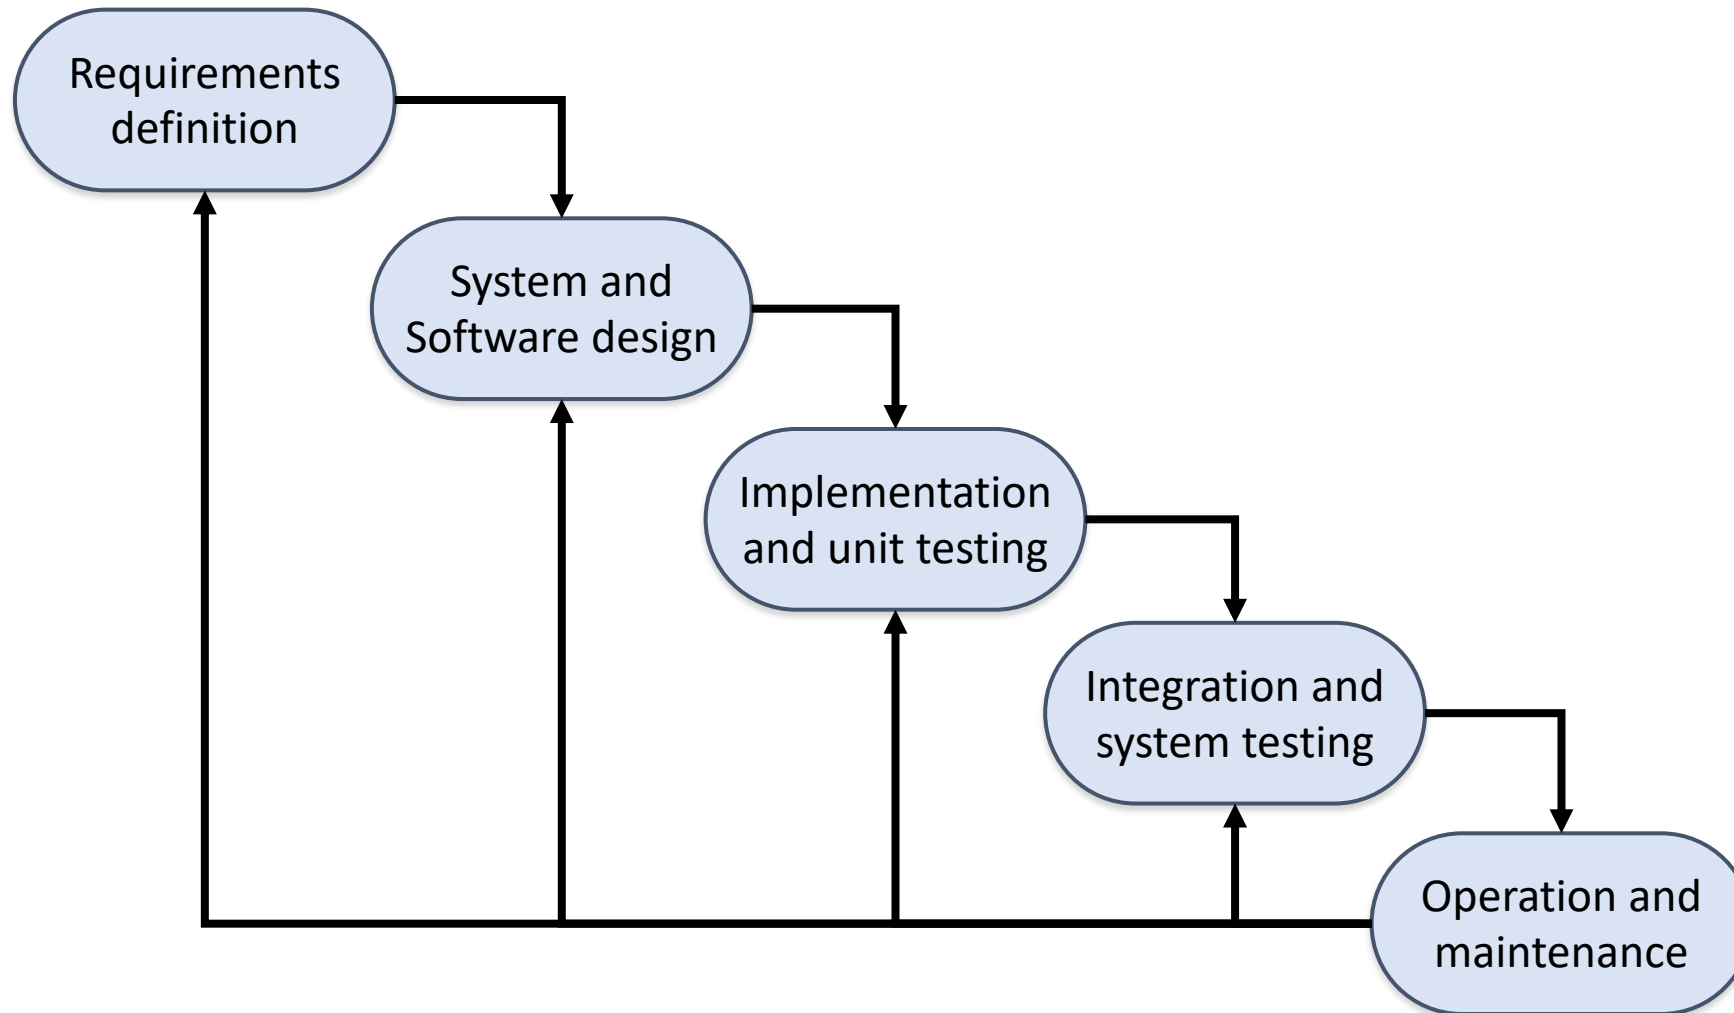 Requirements
definition
System and
Software design
Implementation
and unit testing
Integration and
system testing
Operation and
maintenance